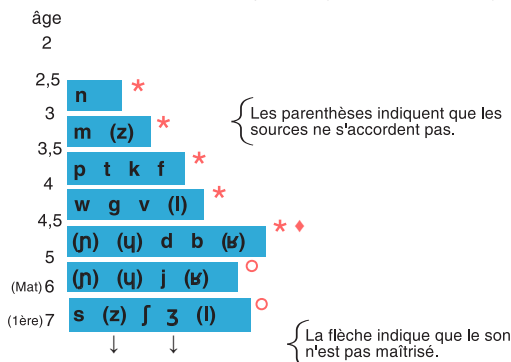 âge
2
2,5
n *
3
Les parenthèses indiquent que les
sources ne s'accordent pas.
m (z) *
3,5
p t k f *
4
w g v (l) *
4,5
(ɲ) (ɥ) d b (ʁ) * ♦
5
(ɲ) (ɥ) j (ʁ) ○
(Mat) 6
s (z) ʃ ʒ (l) ○
(1ère) 7
↓ ↓
La flèche indique que le son
n'est pas maîtrisé.